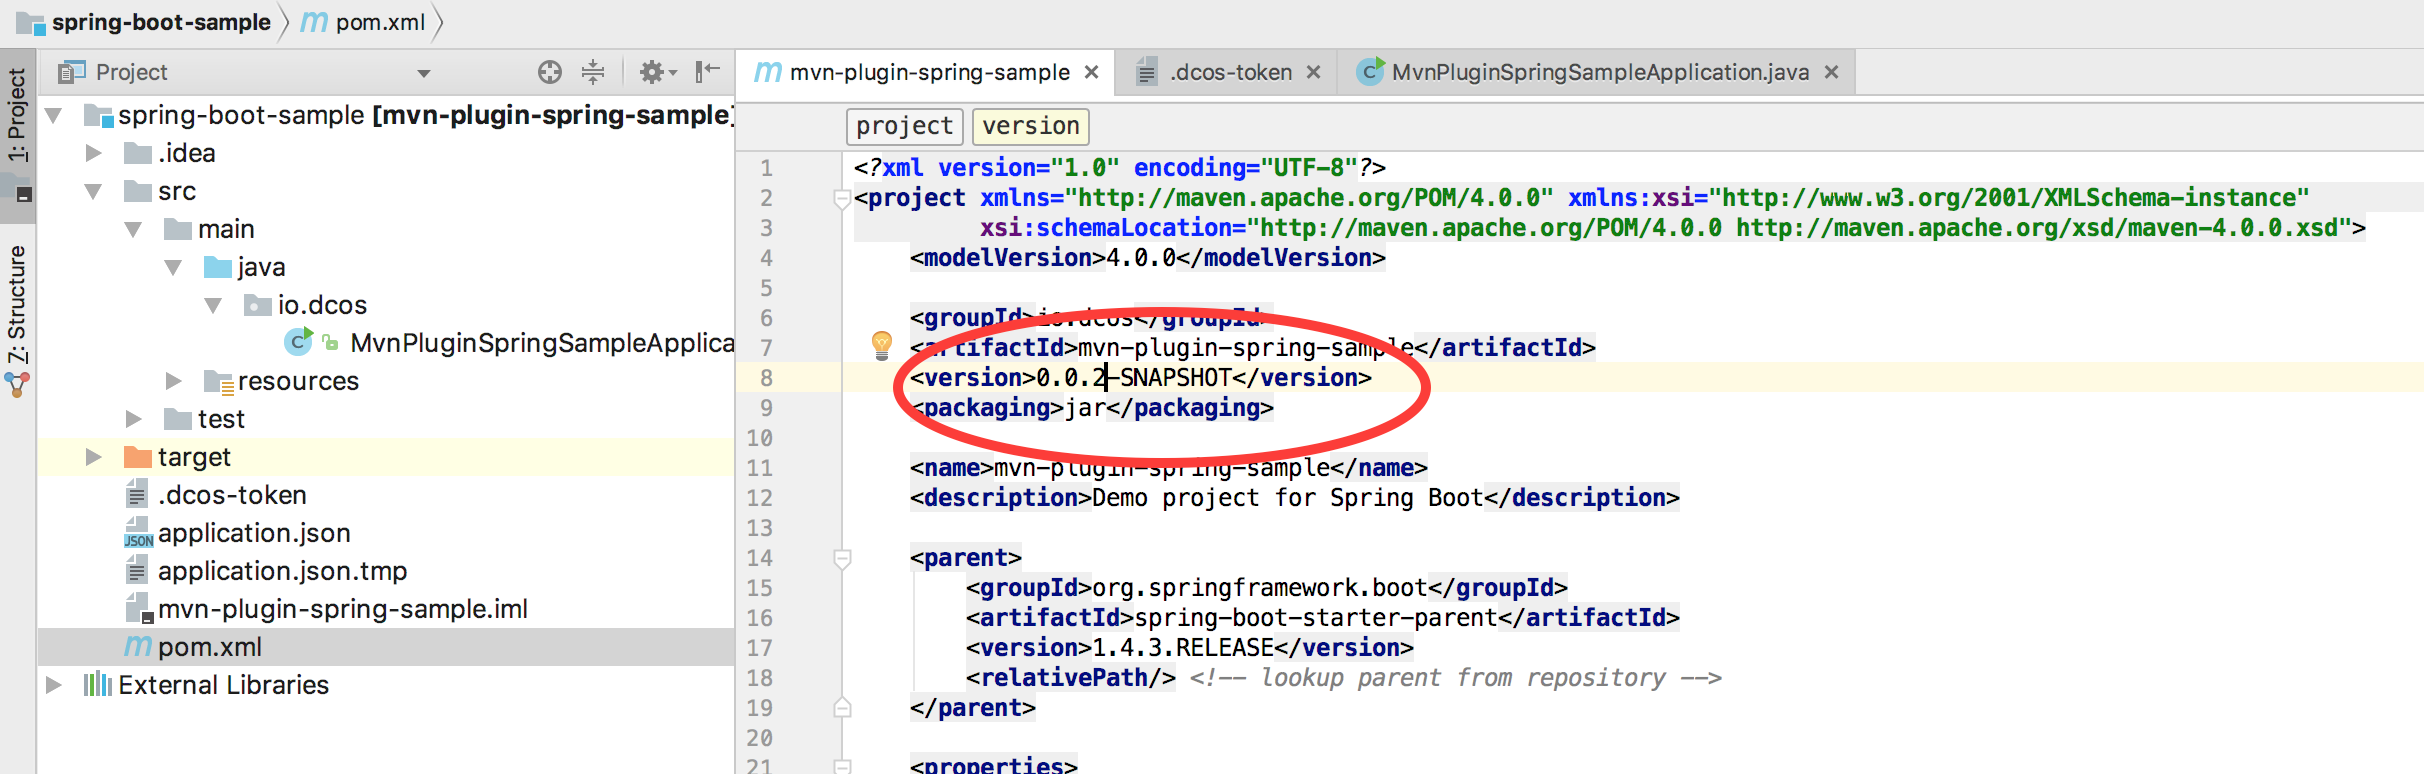 spring-boot-sample pom.xml
1: Project
7: Structure
Project
spring-boot-sample [mvn-plugin-spring-sample]
.idea
src
main
java
io.dcos
MvnPluginSpringSampleApplica
resources
test
target
.dcos-token
application.json
application.json.tmp
mvn-plugin-spring-sample.iml
pom.xml
External Libraries
mvn-plugin-spring-sample .dcos-token MvnPluginSpringSampleApplication.java
project version
1 <?xml version="1.0" encoding="UTF-8"?>
2 <project xmlns="http://maven.apache.org/POM/4.0.0" xmlns:xsi="http://www.w3.org/2001/XMLSchema-instance"
3 xsi:schemaLocation="http://maven.apache.org/POM/4.0.0 http://maven.apache.org/xsd/maven-4.0.0.xsd">
4 <modelVersion>4.0.0</modelVersion>
5
6 <groupId>io.dcos</groupId>
7 <artifactId>mvn-plugin-spring-sample</artifactId>
8 <version>0.0.2-SNAPSHOT</version>
9 <packaging>jar</packaging>
10
11 <name>mvn-plugin-spring-sample</name>
12 <description>Demo project for Spring Boot</description>
13
14 <parent>
15 <groupId>org.springframework.boot</groupId>
16 <artifactId>spring-boot-starter-parent</artifactId>
17 <version>1.4.3.RELEASE</version>
18 <relativePath/> <!-- lookup parent from repository -->
19 </parent>
20
21 <properties>